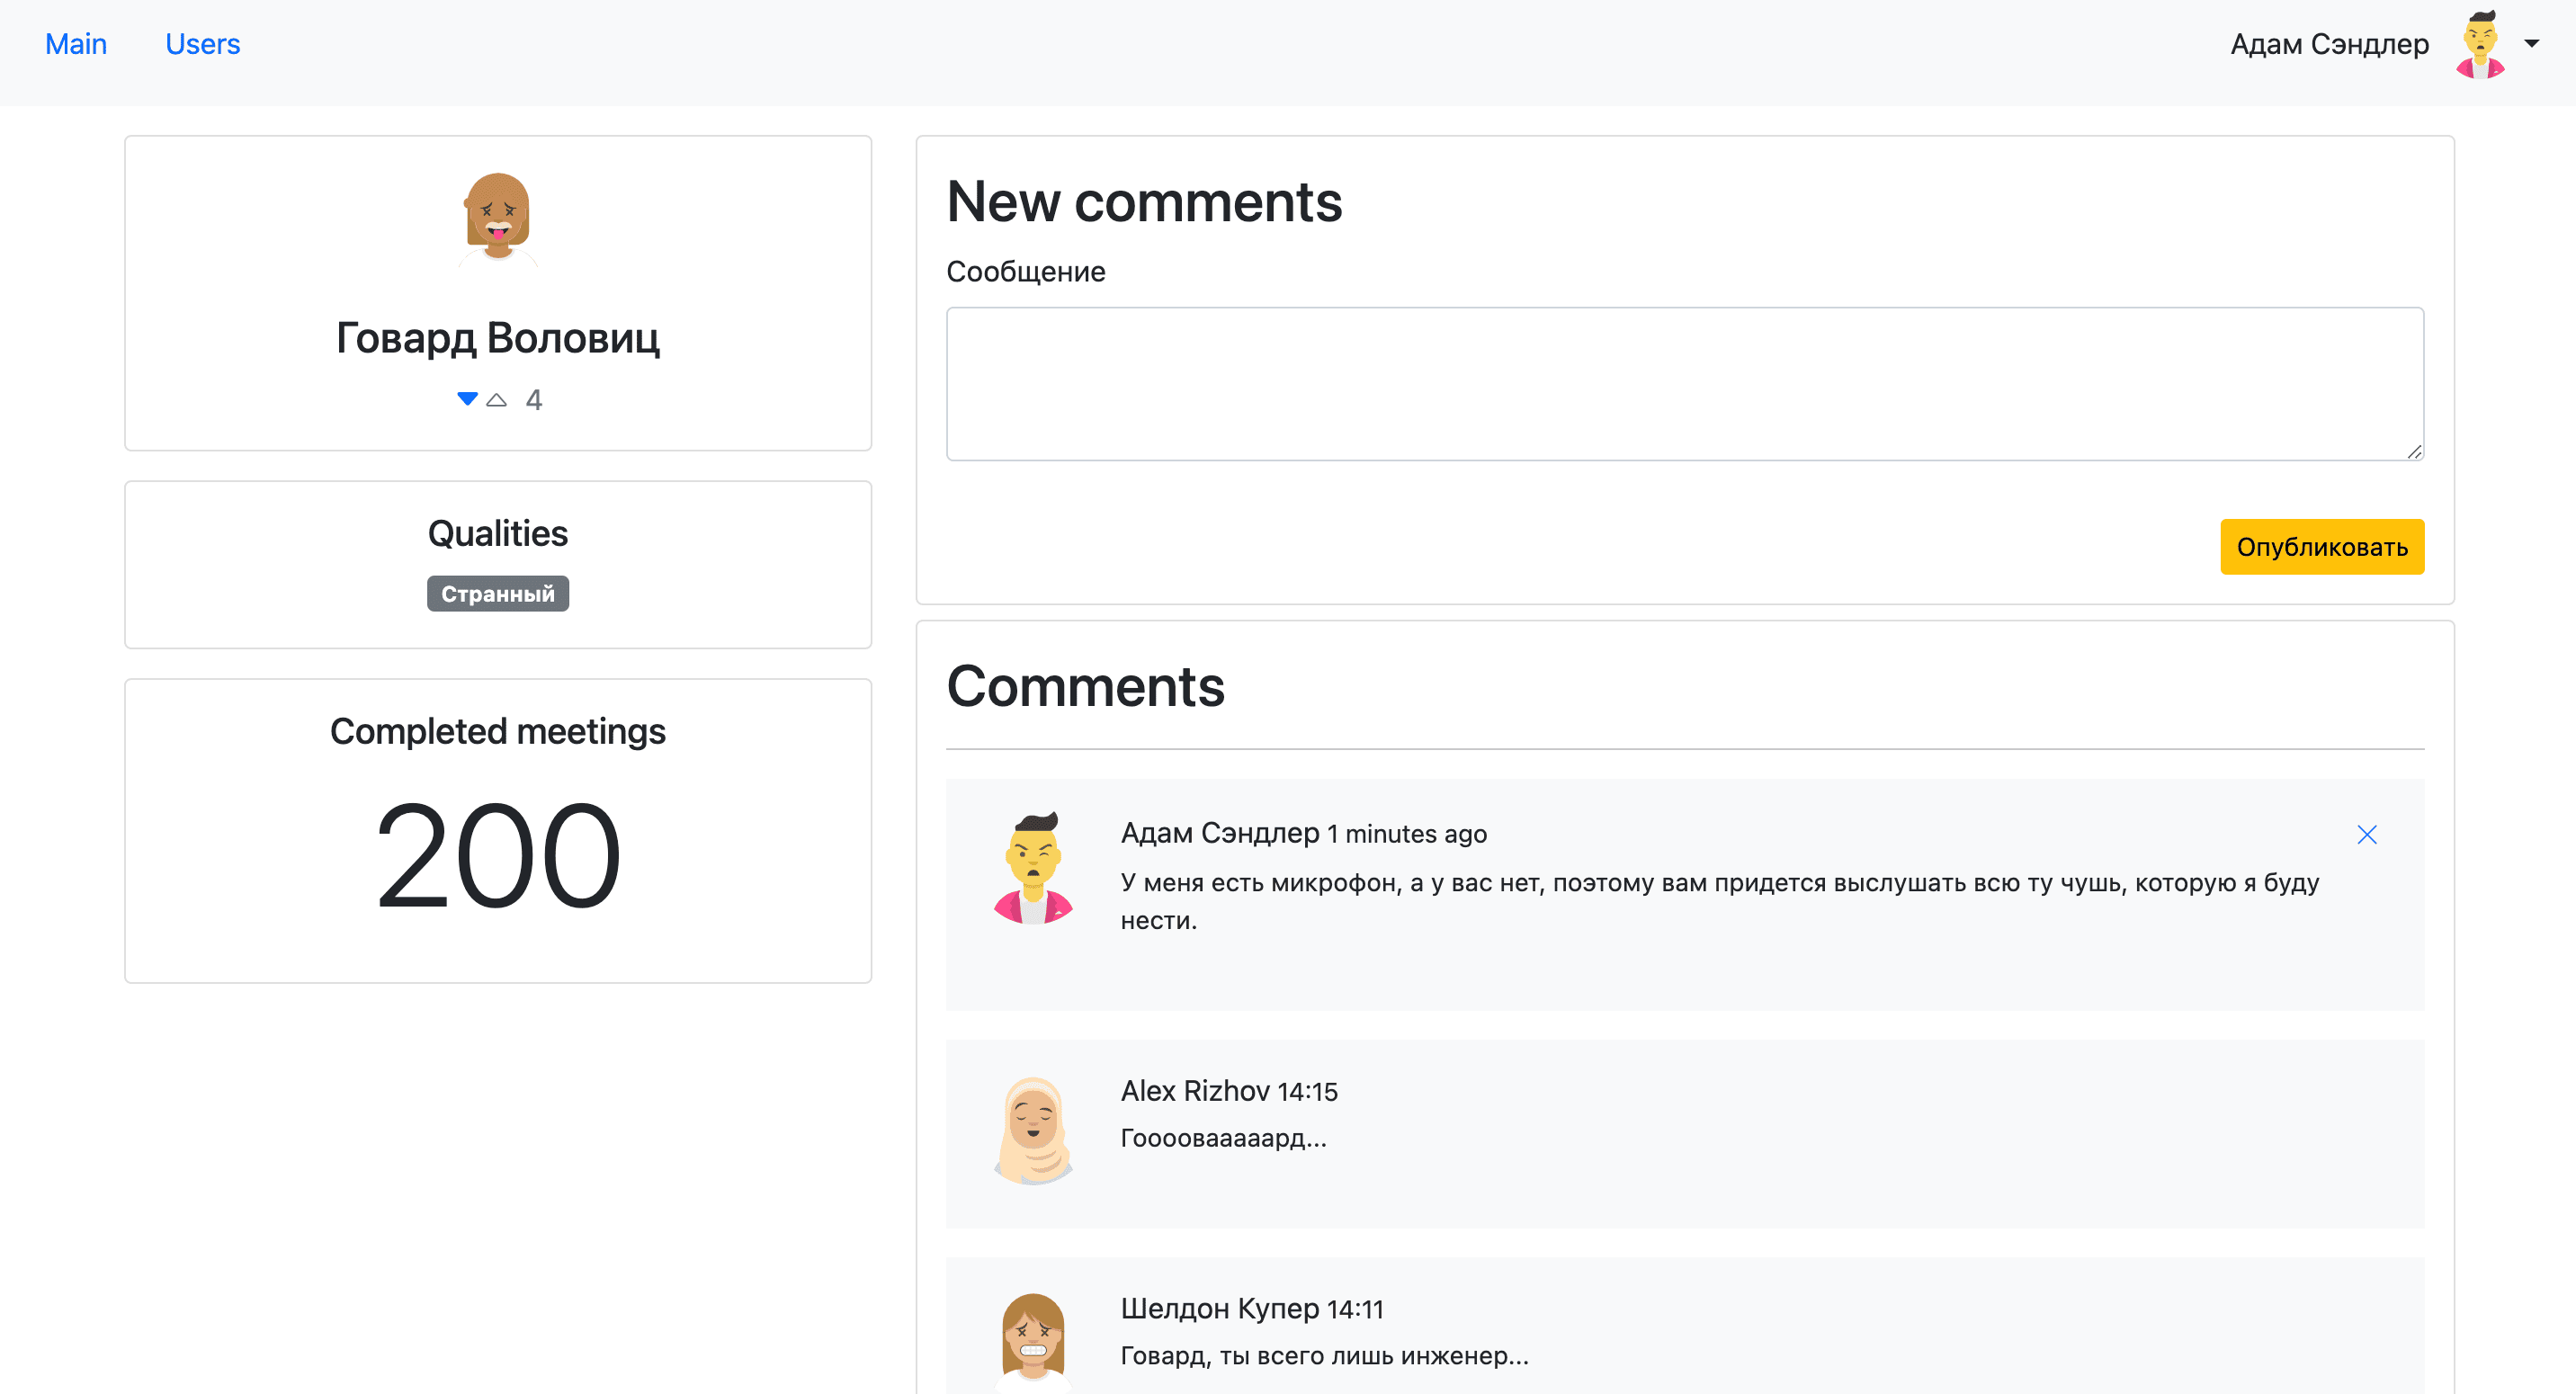 Main
Users
Адам Сэндлер
Говард Воловиц
4
Qualities
Странный
Completed meetings
200
New comments
Сообщение
Опубликовать
Comments
Адам Сэндлер 1 minutes ago
У меня есть микрофон, а у вас нет, поэтому вам придется выслушать всю ту чушь, которую я буду
нести.
Alex Rizhov 14:15
Гоооовааааард...
Шелдон Купер 14:11
Говард, ты всего лишь инженер...